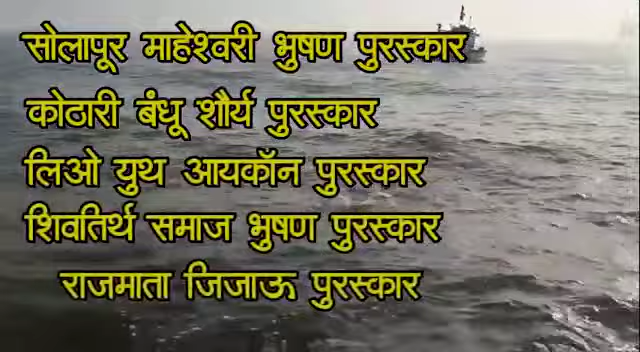 सोलापूर माहेश्वरी भुषण पुरस्कार
कोठारी बंधू शौर्य पुरस्कार
लिओ युथ आयकॉन पुरस्कार
शिवतिर्थ समाज भुषण पुरस्कार
राजमाता जिजाऊ पुरस्कार